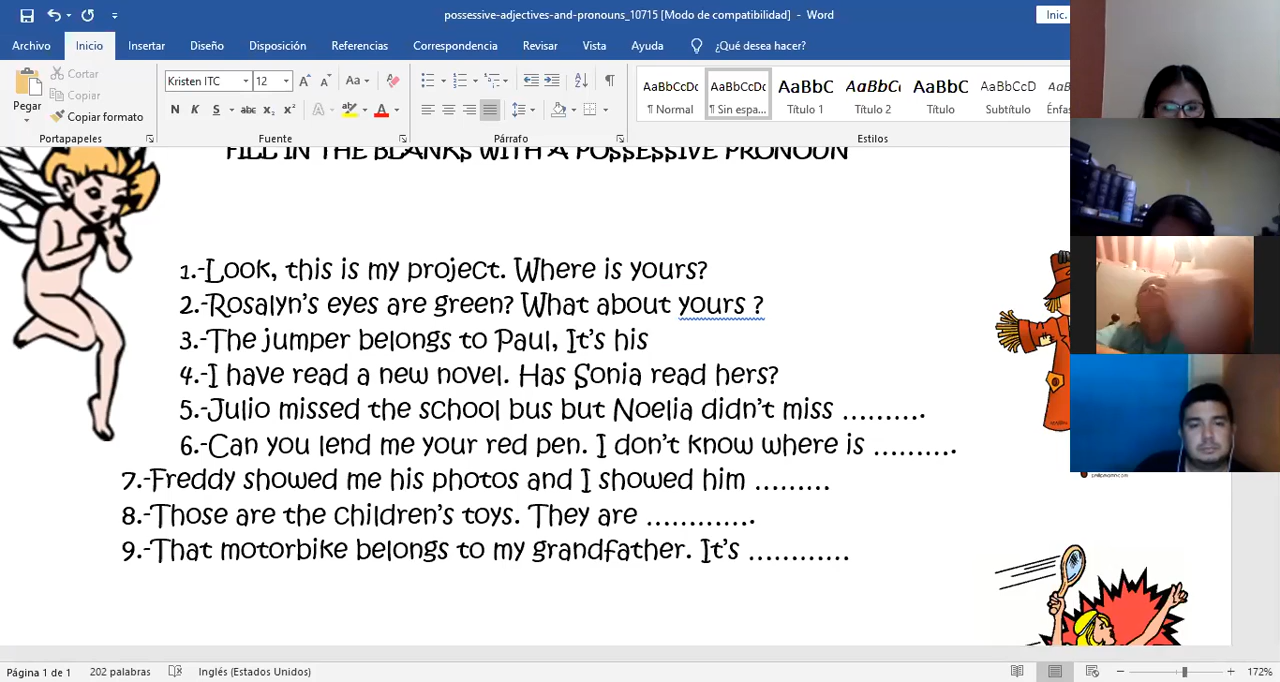 possessive-adjectives-and-pronouns_10715 [Modo de compatibilidad] - Word
Inic.
Archivo Inicio Insertar Diseño Disposición Referencias Correspondencia Revisar Vista Ayuda ¿Qué desea hacer?
Pegar
Cortar
Copiar
Copiar formato
Portapapeles
Kristen ITC 12
N K S abc x₂ x²
Fuente
Párrafo
AaBbCcDc ¶ Normal
AaBbCcDc ¶ Sin espa...
AaBbC Título 1
AaBbCc Título 2
AaBbC Título
AaBbCcD Subtítulo
AaBbCcDc Énfas
Estilos
FILL IN THE BLANKS WITH A POSSESSIVE PRONOUN
1.-Look, this is my project. Where is yours?
2.-Rosalyn's eyes are green? What about yours ?
3.-The jumper belongs to Paul, It's his
4.-I have read a new novel. Has Sonia read hers?
5.-Julio missed the school bus but Noelia didn't miss ..........
6.-Can you lend me your red pen. I don't know where is ..........
7.-Freddy showed me his photos and I showed him .........
8.-Those are the children's toys. They are .............
9.-That motorbike belongs to my grandfather. It's ............
Página 1 de 1 202 palabras Inglés (Estados Unidos) 172%